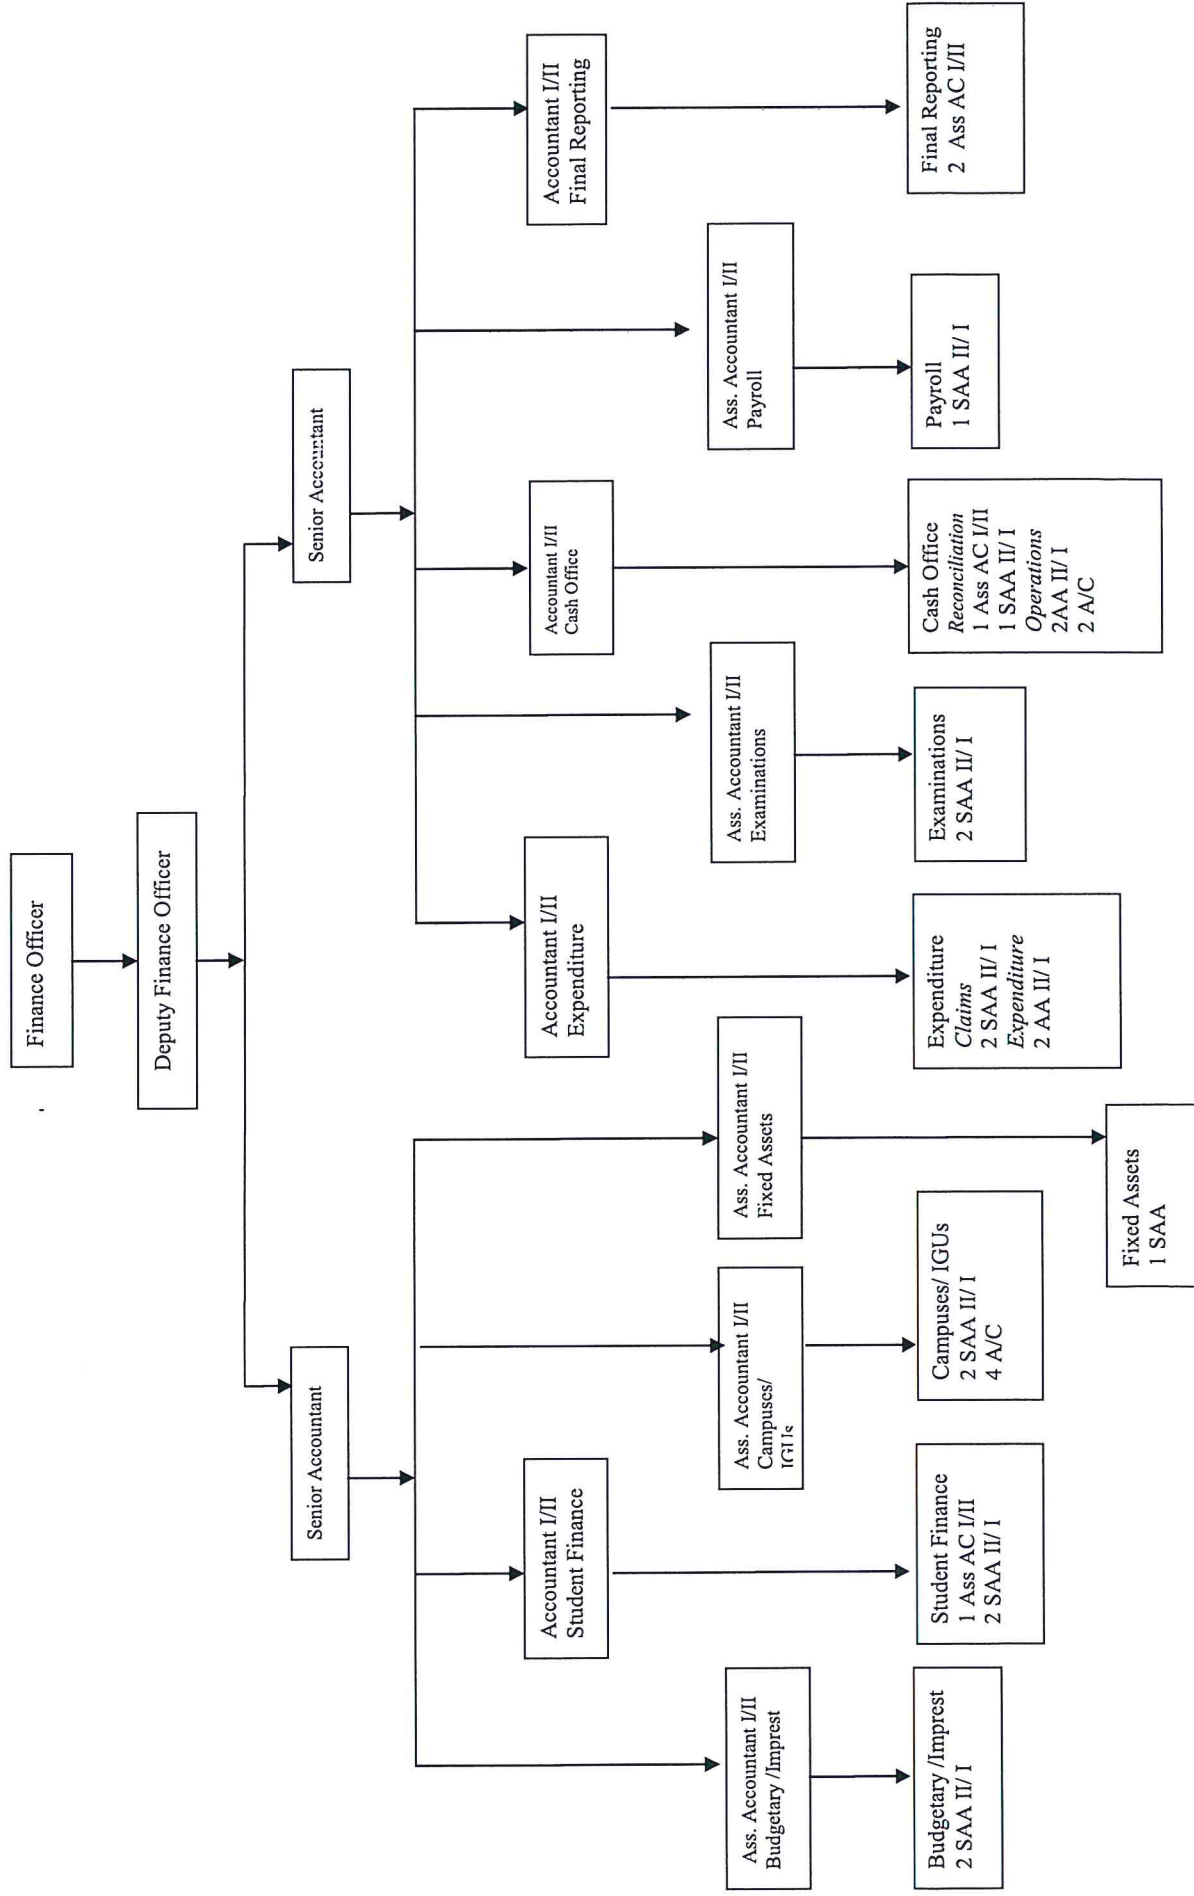 Finance Officer
Deputy Finance Officer
Senior Accountant
Senior Accountant
Ass. Accountant I/II
Budgetary /Imprest
Accountant I/II
Student Finance
Ass. Accountant I/II
Campuses/
IGUs
Ass. Accountant I/II
Fixed Assets
Accountant I/II
Expenditure
Ass. Accountant I/II
Examinations
Accountant I/II
Cash Office
Ass. Accountant I/II
Payroll
Accountant I/II
Final Reporting
Budgetary /Imprest
2 SAA II/ I
Student Finance
1 Ass AC I/II
2 SAA II/ I
Campuses/ IGUs
2 SAA II/ I
4 A/C
Fixed Assets
1 SAA
Expenditure
Claims
2 SAA II/ I
Expenditure
2 AA II/ I
Examinations
2 SAA II/ I
Cash Office
Reconciliation
1 Ass AC I/II
1 SAA II/ I
Operations
2AA II/ I
2 A/C
Payroll
1 SAA II/ I
Final Reporting
2 Ass AC I/II